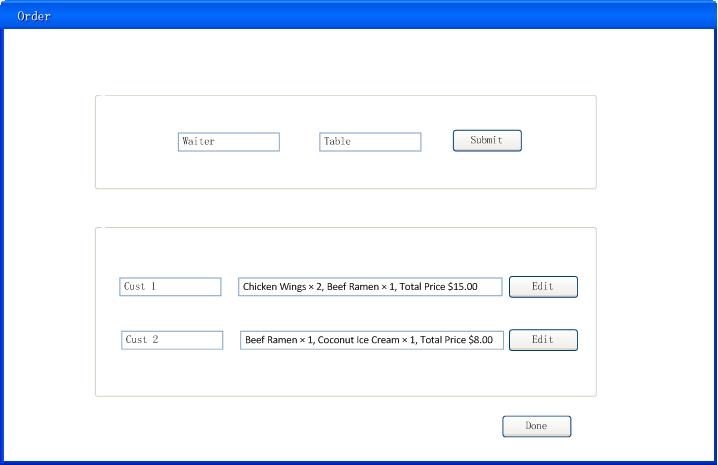 Order
Waiter Table Submit
Cust 1 Chicken Wings × 2, Beef Ramen × 1, Total Price $15.00 Edit
Cust 2 Beef Ramen × 1, Coconut Ice Cream × 1, Total Price $8.00 Edit
Done